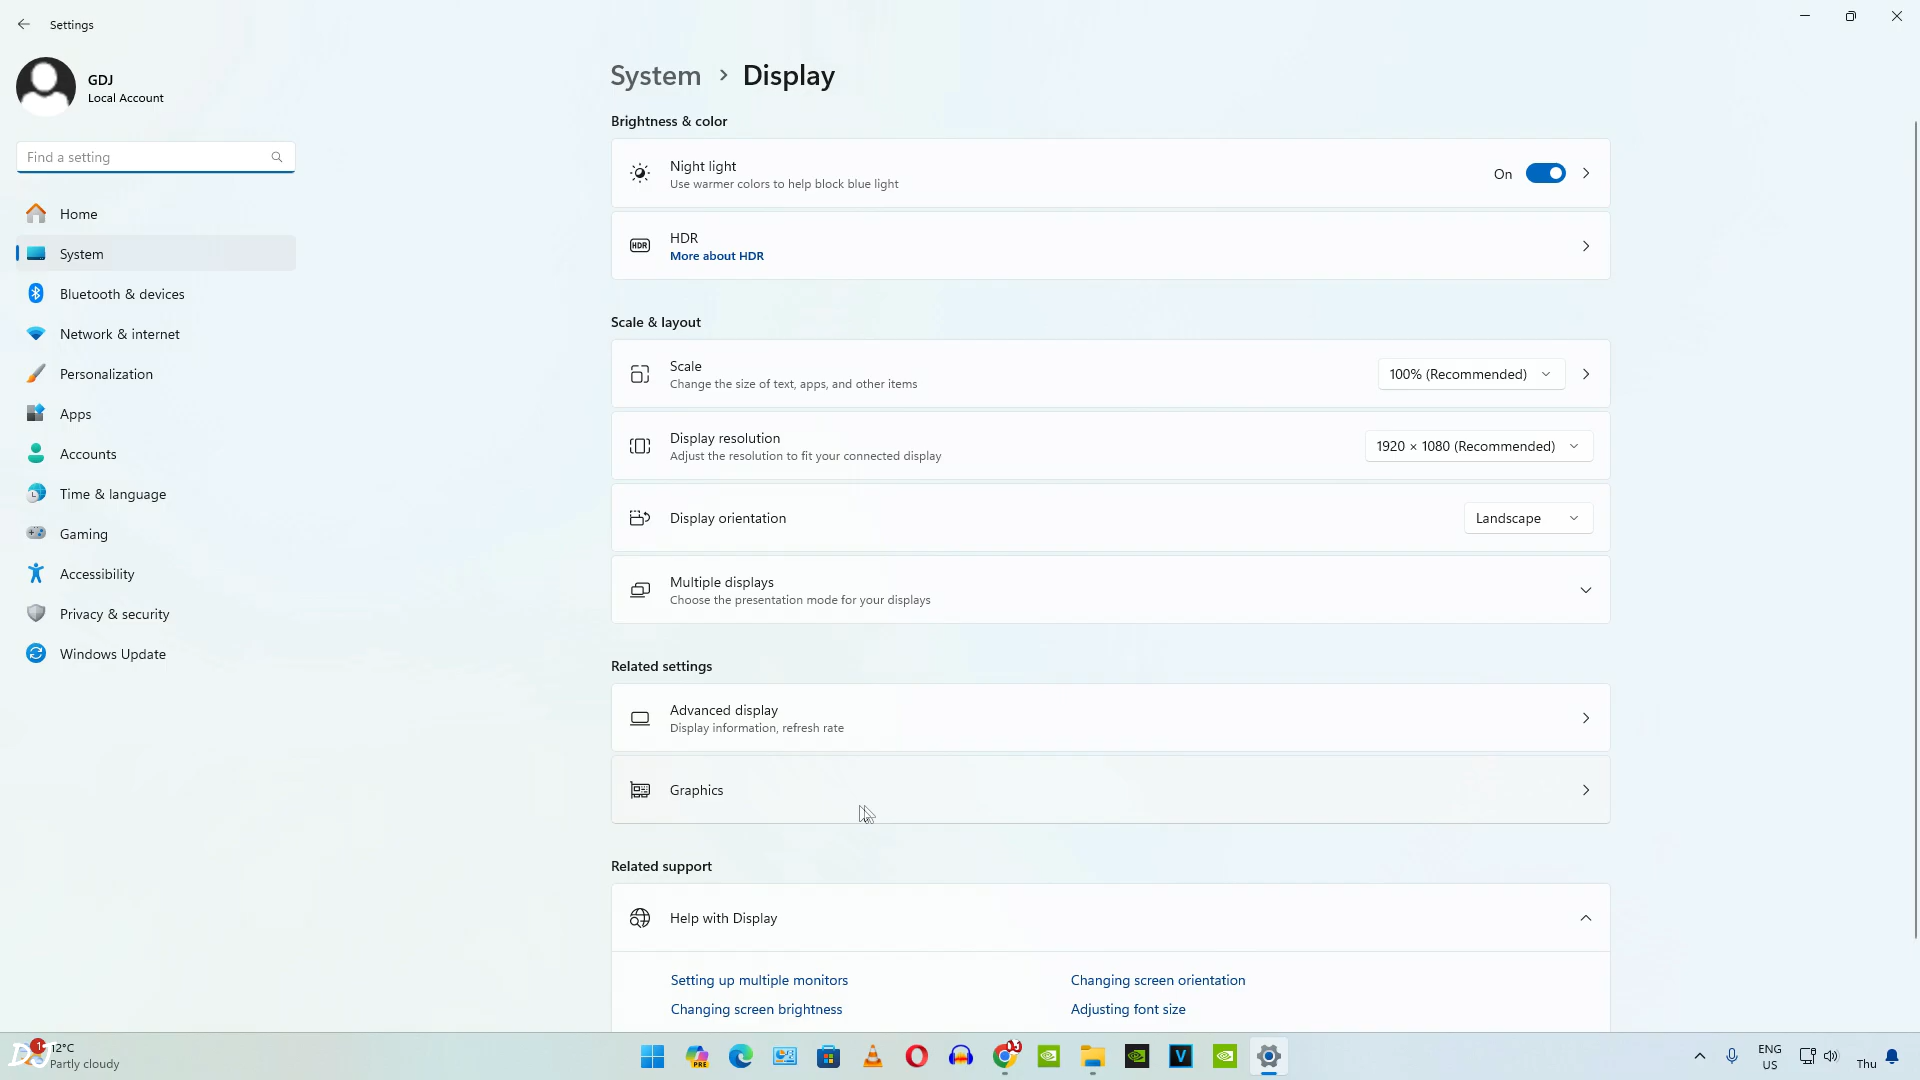 Settings
GDJ
Local Account
Find a setting
Home
System
Bluetooth & devices
Network & internet
Personalization
Apps
Accounts
Time & language
Gaming
Accessibility
Privacy & security
Windows Update
System > Display
Brightness & color
Night light
Use warmer colors to help block blue light
On
HDR
HDR
More about HDR
Scale & layout
Scale
Change the size of text, apps, and other items
100% (Recommended)
Display resolution
Adjust the resolution to fit your connected display
1920 × 1080 (Recommended)
Display orientation
Landscape
Multiple displays
Choose the presentation mode for your displays
Related settings
Advanced display
Display information, refresh rate
Graphics
Related support
Help with Display
Setting up multiple monitors
Changing screen orientation
Changing screen brightness
Adjusting font size
1
12°C
Partly cloudy
PRE
V
ENG
US
Thu